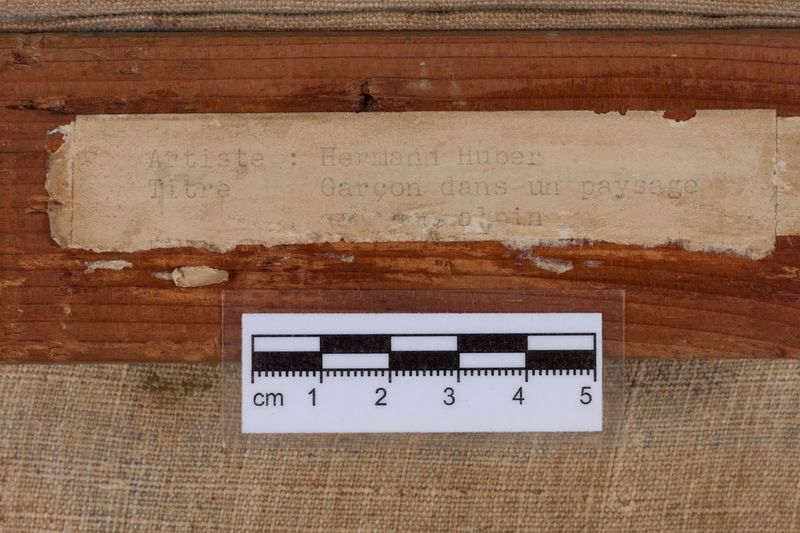 Artiste : Hermann Huber
Titre Garçon dans un paysage
alpin
cm 1 2 3 4 5